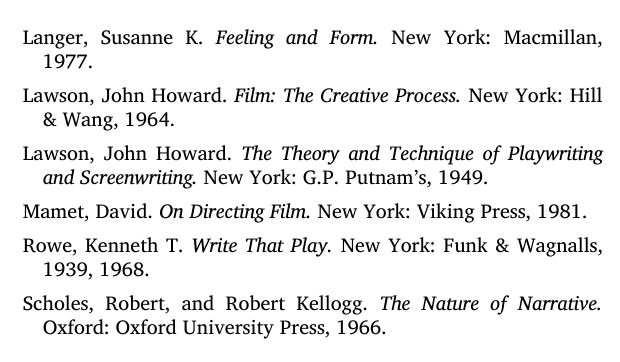 Langer, Susanne K. Feeling and Form. New York: Macmillan,
1977.
Lawson, John Howard. Film: The Creative Process. New York: Hill
& Wang, 1964.
Lawson, John Howard. The Theory and Technique of Playwriting
and Screenwriting. New York: G.P. Putnam’s, 1949.
Mamet, David. On Directing Film. New York: Viking Press, 1981.
Rowe, Kenneth T. Write That Play. New York: Funk & Wagnalls,
1939, 1968.
Scholes, Robert, and Robert Kellogg. The Nature of Narrative.
Oxford: Oxford University Press, 1966.